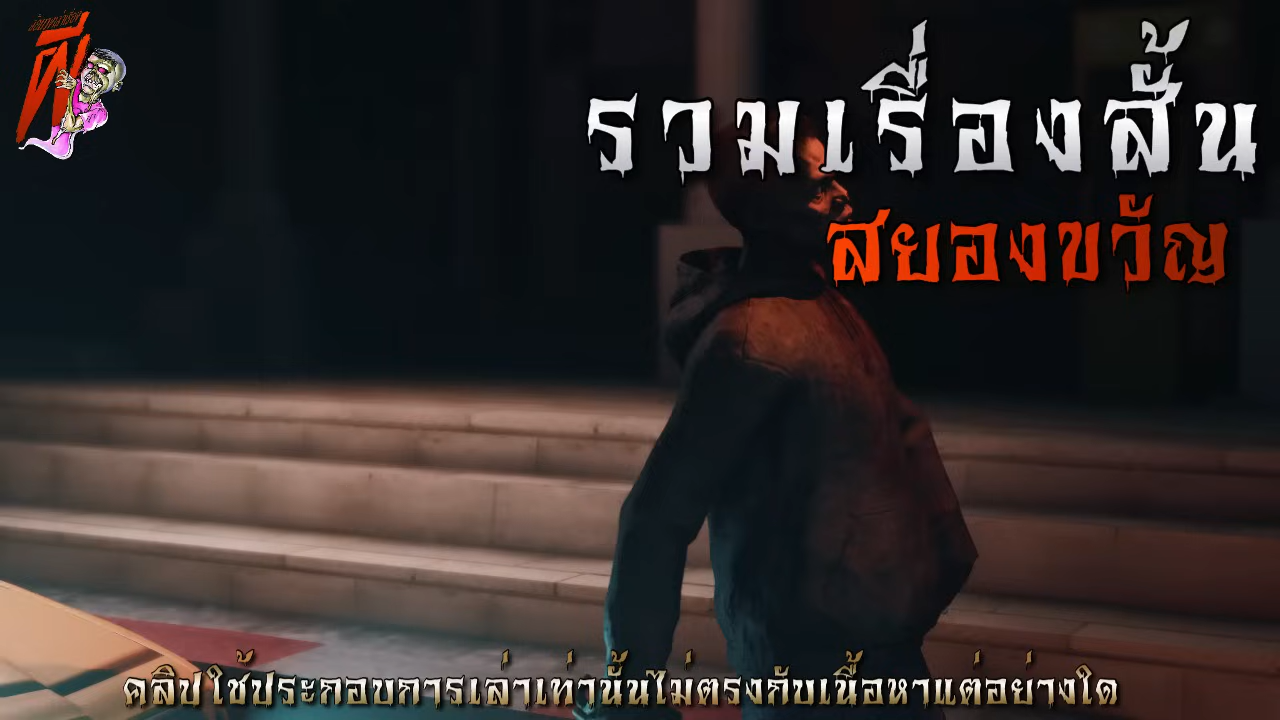 ผี
รวมเรื่องสั้น
สยองขวัญ
คลิปใช้ประกอบการเล่าเท่านั้นไม่ตรงกับเนื้อหาแต่อย่างใด